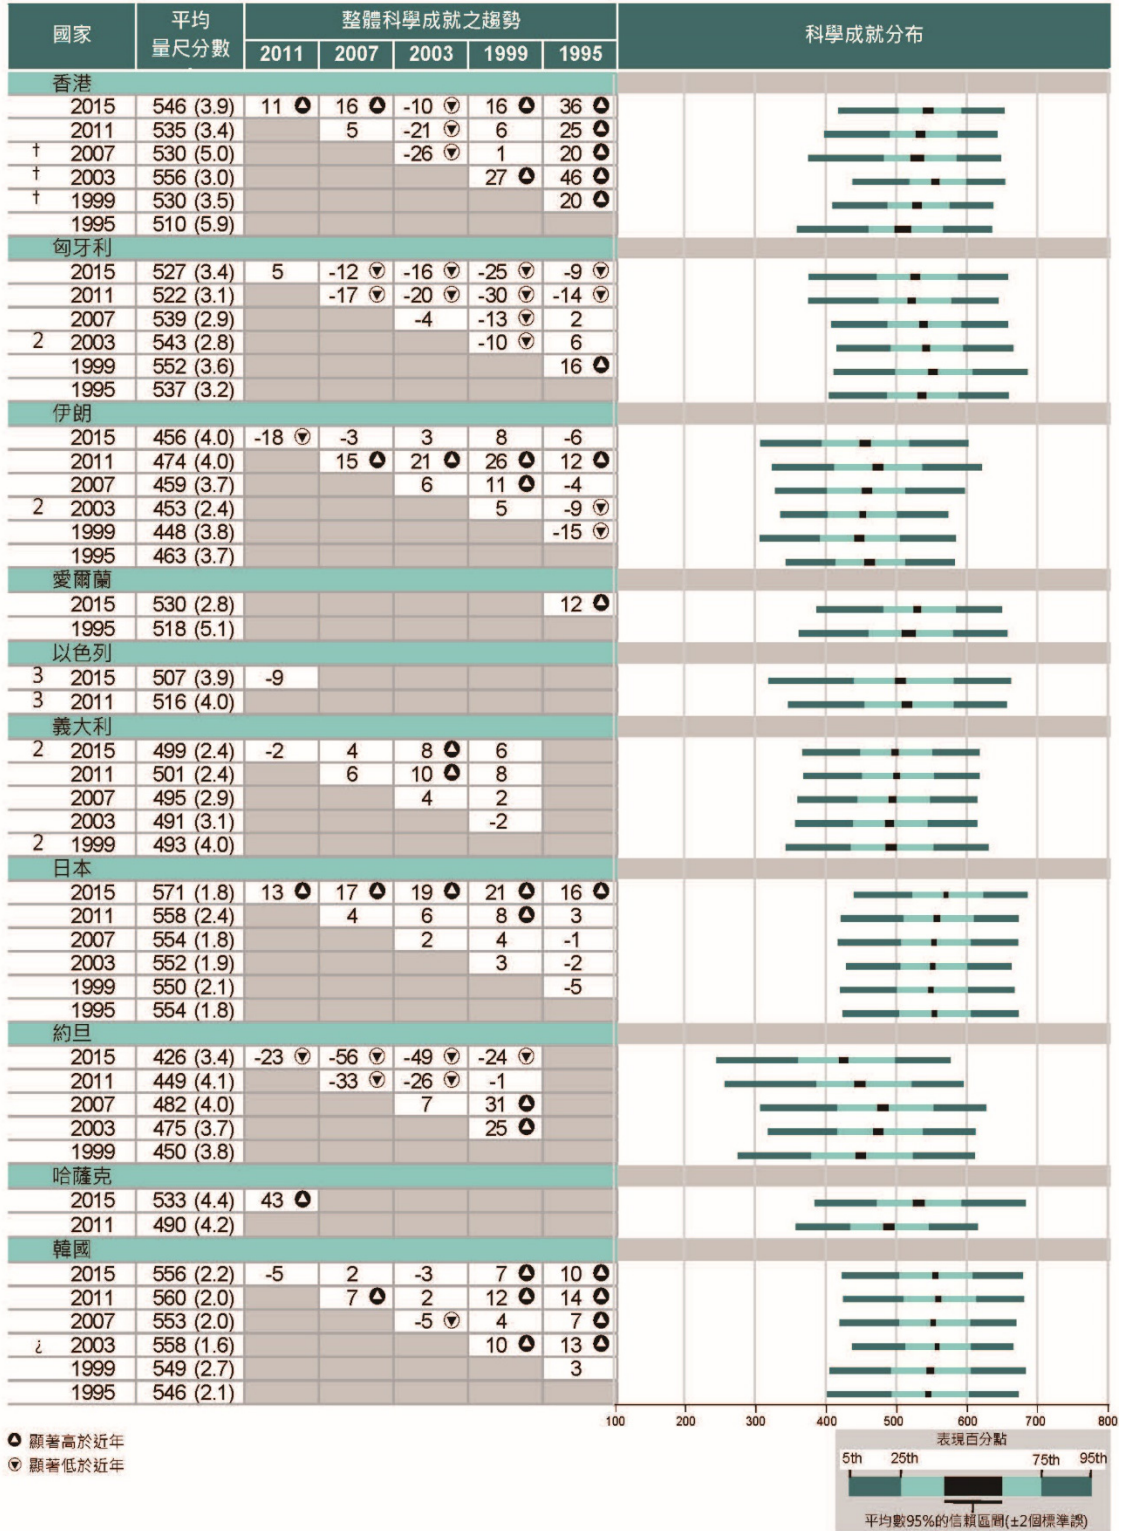 國家 平均 量尺分數 整體科學成就之趨勢 科學成就分布
2011 2007 2003 1999 1995
香港
2015 546 (3.9) 11 16 -10 16 36
2011 535 (3.4) 5 -21 6 25
† 2007 530 (5.0) -26 1 20
† 2003 556 (3.0) 27 46
† 1999 530 (3.5) 20
1995 510 (5.9)
匈牙利
2015 527 (3.4) 5 -12 -16 -25 -9
2011 522 (3.1) -17 -20 -30 -14
2007 539 (2.9) -4 -13 2
2 2003 543 (2.8) -10 6
1999 552 (3.6) 16
1995 537 (3.2)
伊朗
2015 456 (4.0) -18 -3 3 8 -6
2011 474 (4.0) 15 21 26 12
2007 459 (3.7) 6 11 -4
2 2003 453 (2.4) 5 -9
1999 448 (3.8) -15
1995 463 (3.7)
愛爾蘭
2015 530 (2.8) 12
1995 518 (5.1)
以色列
3 2015 507 (3.9) -9
3 2011 516 (4.0)
義大利
2 2015 499 (2.4) -2 4 8 6
2011 501 (2.4) 6 10 8
2007 495 (2.9) 4 2
2003 491 (3.1) -2
2 1999 493 (4.0)
日本
2015 571 (1.8) 13 17 19 21 16
2011 558 (2.4) 4 6 8 3
2007 554 (1.8) 2 4 -1
2003 552 (1.9) 3 -2
1999 550 (2.1) -5
1995 554 (1.8)
約旦
2015 426 (3.4) -23 -56 -49 -24
2011 449 (4.1) -33 -26 -1
2007 482 (4.0) 7 31
2003 475 (3.7) 25
1999 450 (3.8)
哈薩克
2015 533 (4.4) 43
2011 490 (4.2)
韓國
2015 556 (2.2) -5 2 -3 7 10
2011 560 (2.0) 7 2 12 14
2007 553 (2.0) -5 4 7
¿ 2003 558 (1.6) 10 13
1999 549 (2.7) 3
1995 546 (2.1)
100 200 300 400 500 600 700 800
顯著高於近年
顯著低於近年
表現百分點
5th 25th 75th 95th
平均數95%的信賴區間(±2個標準誤)